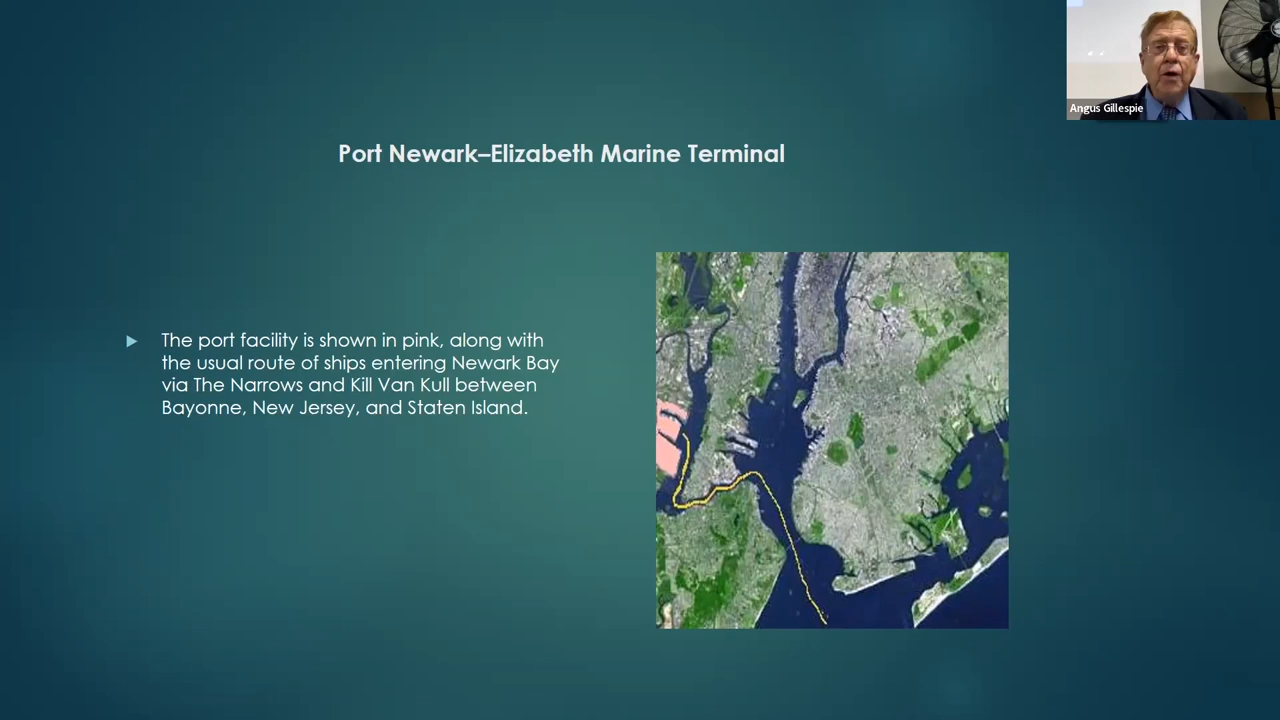 Angus Gillespie
Port Newark–Elizabeth Marine Terminal
The port facility is shown in pink, along with
the usual route of ships entering Newark Bay
via The Narrows and Kill Van Kull between
Bayonne, New Jersey, and Staten Island.